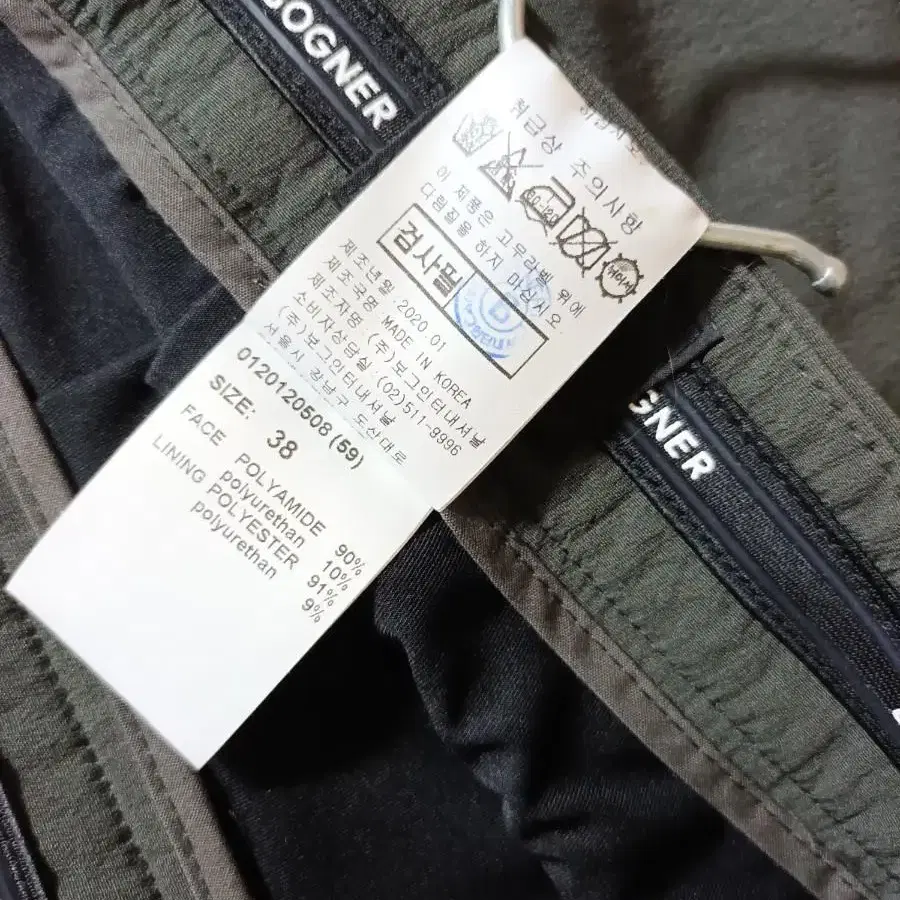 BOGNER
취급상 주의사항
이 제품은 고무라벨 위에
다림질을 하지 마십시오
검사필
제조년월: 2020. 01
제조국명: MADE IN KOREA
제조자명: (주)보그인터내셔날
소비자상담실: (02)511-9996
(주)보그인터내셔날
서울시 강남구 도산대로
0120120508 (59)
SIZE: 38
FACE POLYAMIDE 90%
polyurethan 10%
LINING POLYESTER 91%
polyurethan 9%
GNER